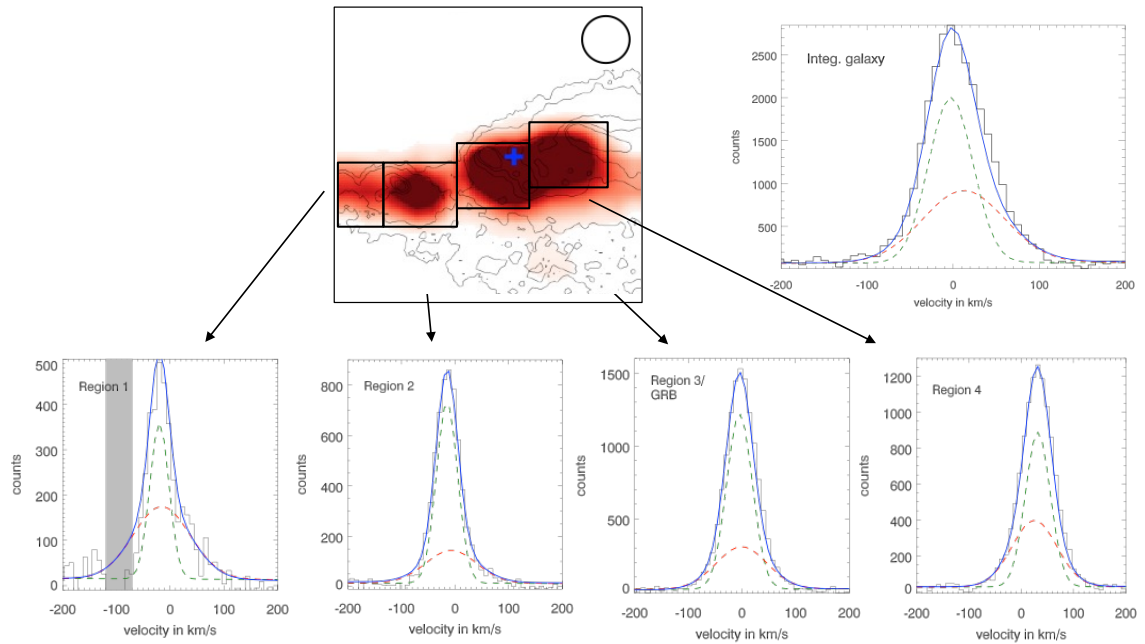 Integ. galaxy
counts
2500
2000
1500
1000
500
-200 -100 0 100 200
velocity in km/s
Region 1
counts
500
400
300
200
100
0
-200 -100 0 100 200
velocity in km/s
Region 2
counts
800
600
400
200
0
-200 -100 0 100 200
velocity in km/s
Region 3/
GRB
counts
1500
1000
500
0
-200 -100 0 100 200
velocity in km/s
Region 4
counts
1200
1000
800
600
400
200
0
-200 -100 0 100 200
velocity in km/s